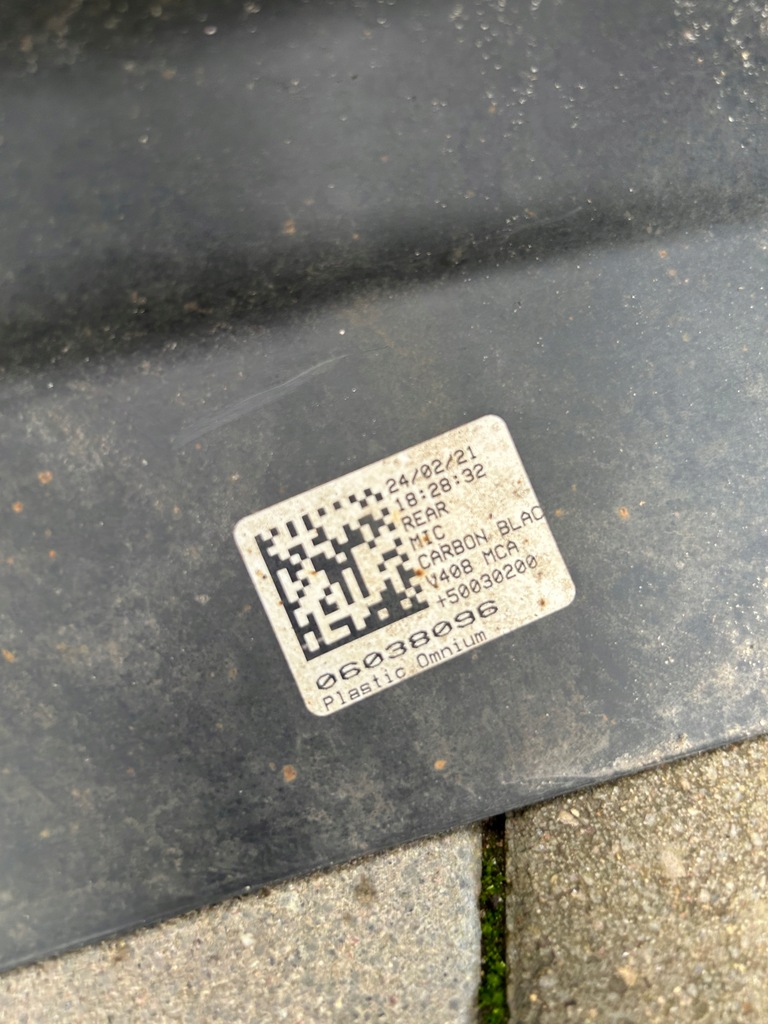 24/02/21
18:28:32
REAR
MIC
CARBON BLAC
V408 MCA
+50030200
06038096
Plastic Omnium